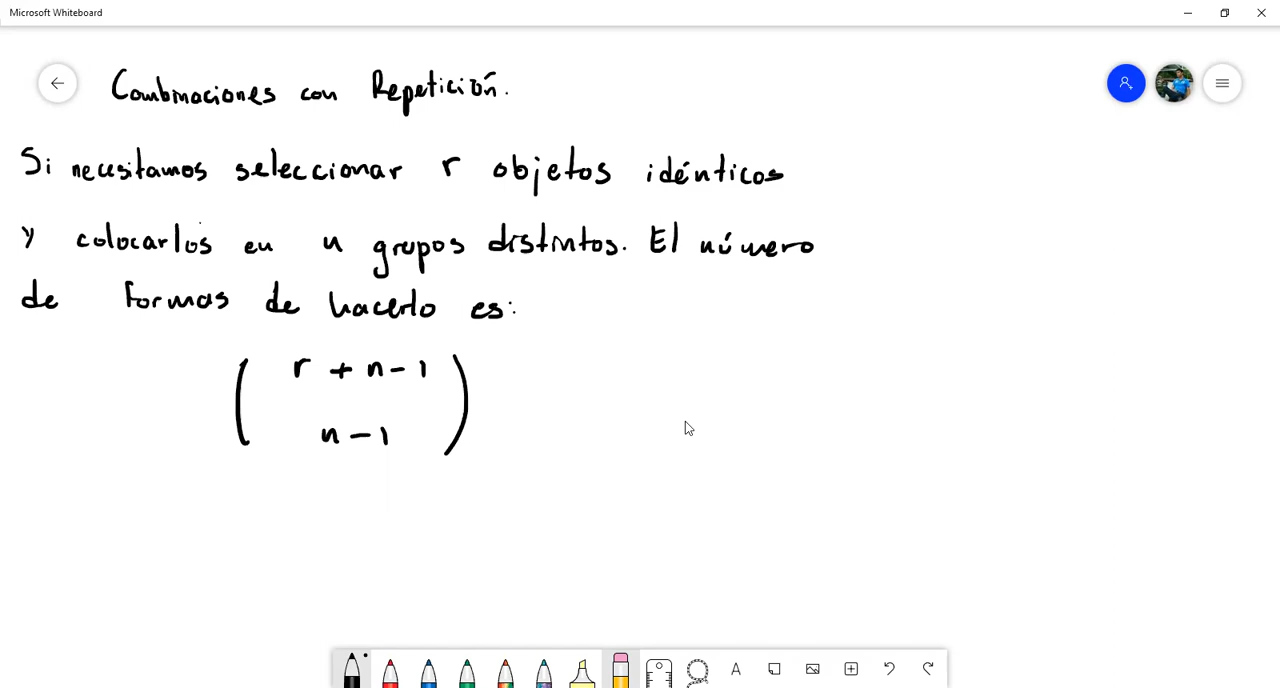 Microsoft Whiteboard
Combinaciones con Repetición.
Si necesitamos seleccionar r objetos idénticos
y colocarlos en n grupos distintos. El número
de formas de hacerlo es:
( r + n - 1
n - 1 )
A